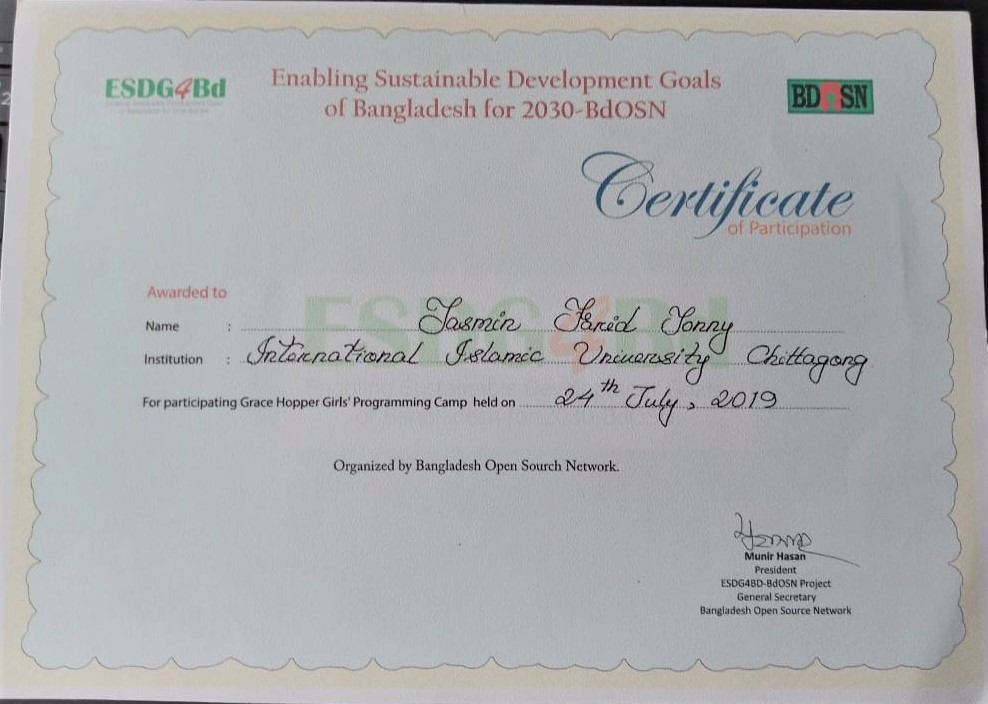 ESDG4Bd
Enabling Sustainable Development Goals
of Bangladesh for 2030-BdOSN
BDOSN
Certificate
of Participation
Awarded to
Name : Jasmin Farid Jonny
Institution : International Islamic University Chittagong
For participating Grace Hopper Girls' Programming Camp held on 24th July, 2019
Organized by Bangladesh Open Sourch Network.
Munir Hasan
President
ESDG4BD-BdOSN Project
General Secretary
Bangladesh Open Source Network